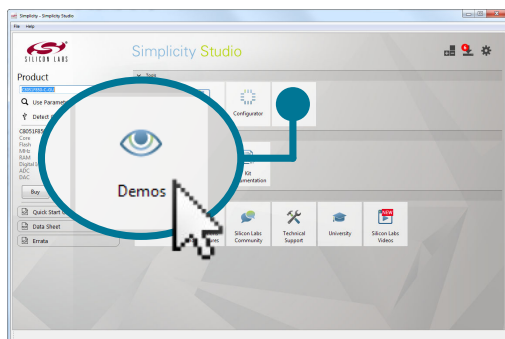 Simplicity - Simplicity Studio
File Help
SILICON LABS
Simplicity Studio
Product
Tools
Use Parame
Detect
Configurator
C8051F85
Core
Flash
MHz
RAM
Digital
ADC
DAC
Kit
Demos
Buy
Quick Start
Data Sheet
Errata
Silicon Labs
Community
Technical
Support
University
NEW
Silicon Labs
Videos